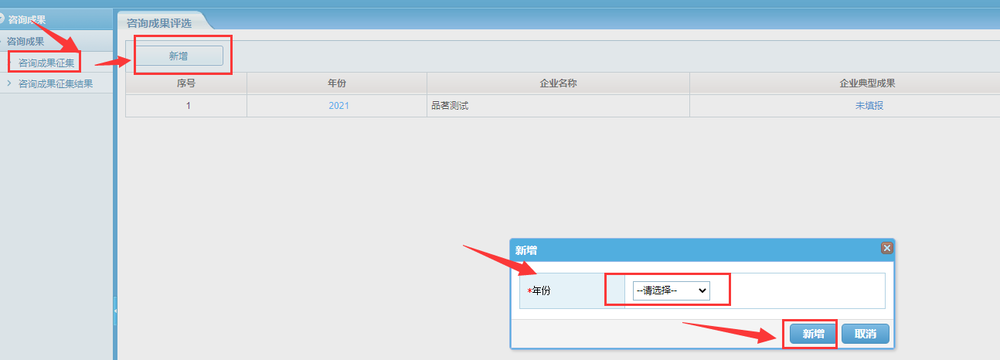 咨询成果
咨询成果
咨询成果征集
咨询成果征集结果
咨询成果评选
新增
序号 年份 企业名称 企业典型成果
1 2021 品茗测试 未填报
新增
*年份 --请选择--
新增 取消